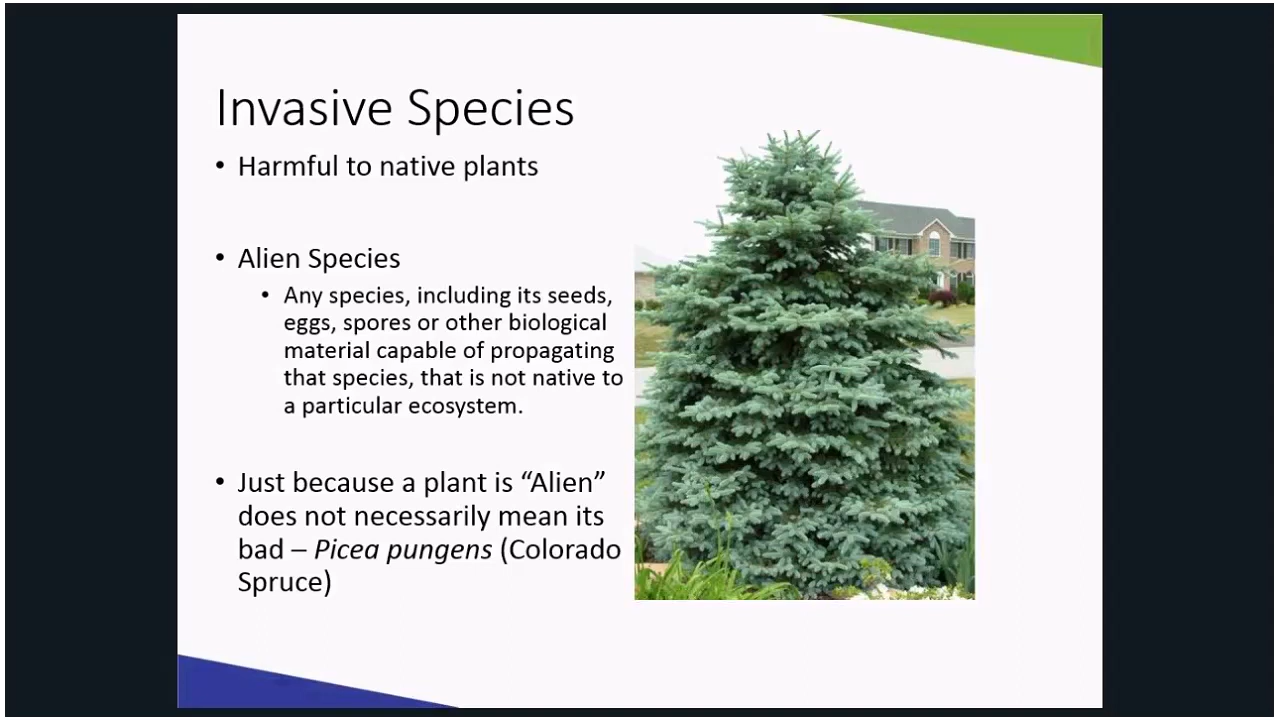 Invasive Species
• Harmful to native plants
• Alien Species
• Any species, including its seeds,
eggs, spores or other biological
material capable of propagating
that species, that is not native to
a particular ecosystem.
• Just because a plant is “Alien”
does not necessarily mean its
bad – Picea pungens (Colorado
Spruce)